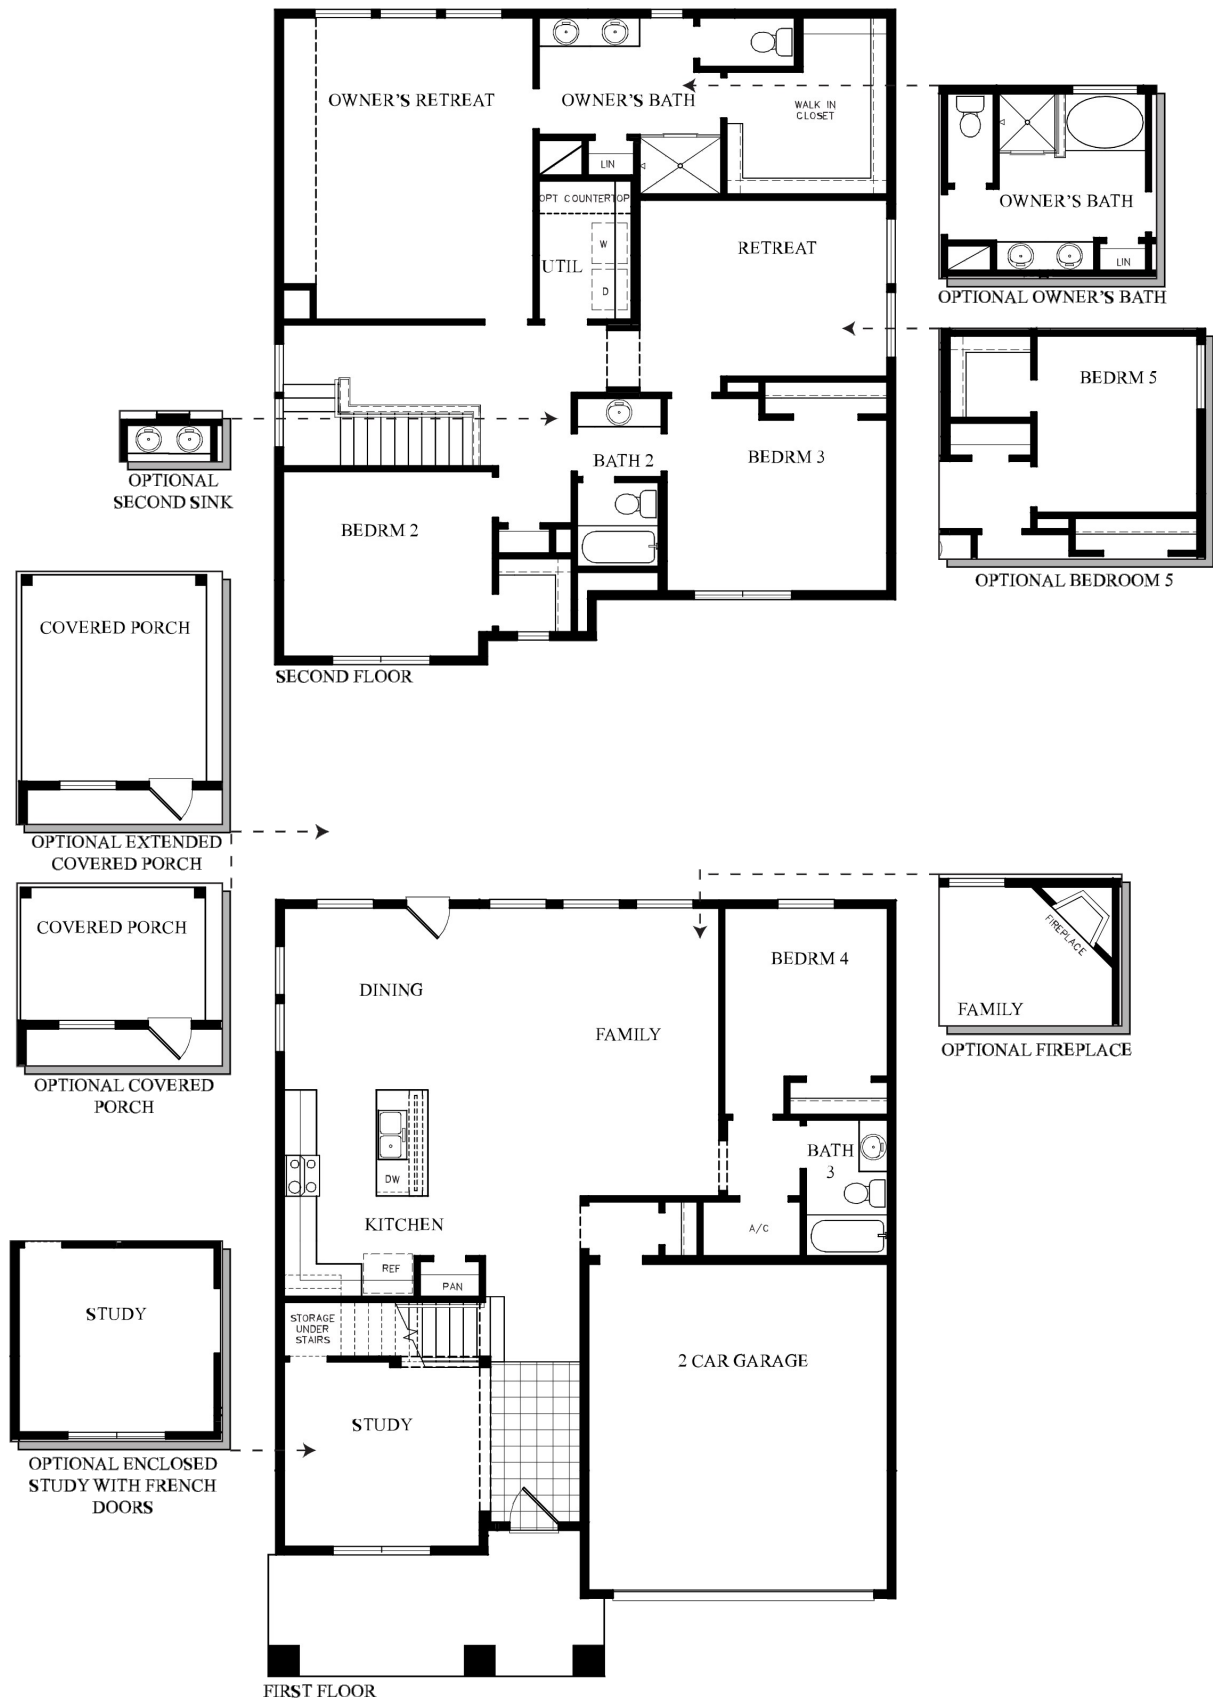 OWNER'S RETREAT
OWNER'S BATH
WALK IN
CLOSET
LIN
OPT COUNTERTOP
W
D
UTIL
RETREAT
BATH 2
BEDRM 3
BEDRM 2
SECOND FLOOR
OWNER'S BATH
LIN
OPTIONAL OWNER'S BATH
BEDRM 5
OPTIONAL BEDROOM 5
OPTIONAL
SECOND SINK
COVERED PORCH
OPTIONAL EXTENDED
COVERED PORCH
COVERED PORCH
OPTIONAL COVERED
PORCH
FIREPLACE
FAMILY
OPTIONAL FIREPLACE
DINING
FAMILY
BEDRM 4
BATH
3
DW
KITCHEN
A/C
REF
PAN
STORAGE
UNDER
STAIRS
2 CAR GARAGE
STUDY
STUDY
OPTIONAL ENCLOSED
STUDY WITH FRENCH
DOORS
FIRST FLOOR